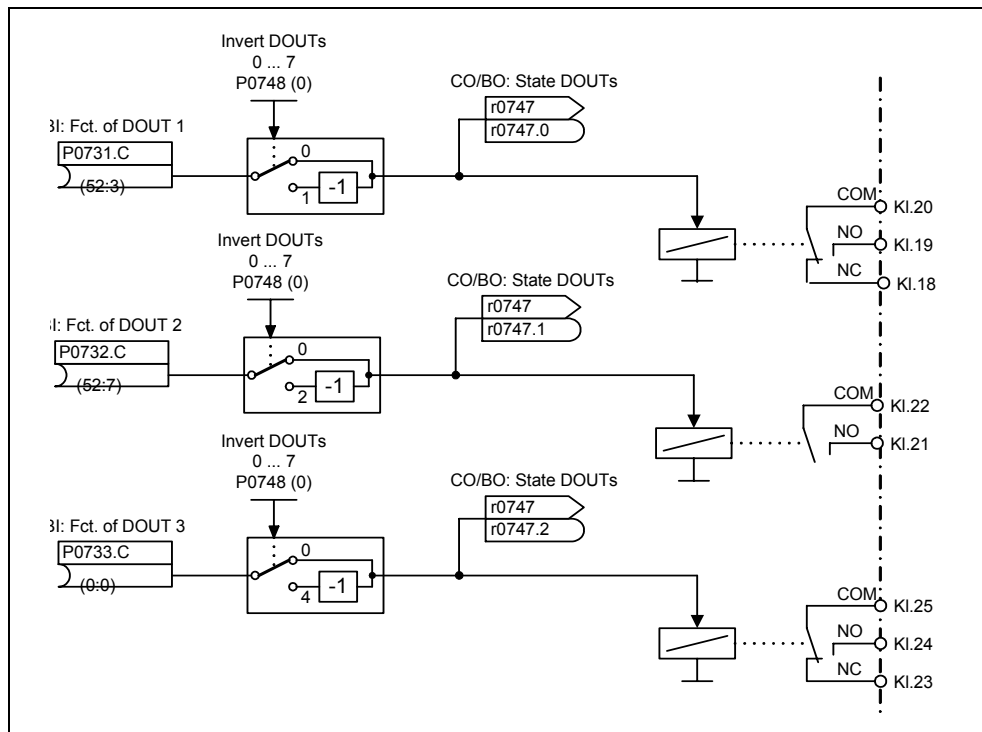 Invert DOUTs
0 ... 7
P0748 (0)
CO/BO: State DOUTs
r0747
r0747.0
BI: Fct. of DOUT 1
P0731.C
(52:3)
0
1
-1
COM
Kl.20
NO
Kl.19
NC
Kl.18
Invert DOUTs
0 ... 7
P0748 (0)
CO/BO: State DOUTs
r0747
r0747.1
BI: Fct. of DOUT 2
P0732.C
(52:7)
0
2
-1
COM
Kl.22
NO
Kl.21
Invert DOUTs
0 ... 7
P0748 (0)
CO/BO: State DOUTs
r0747
r0747.2
BI: Fct. of DOUT 3
P0733.C
(0:0)
0
4
-1
COM
Kl.25
NO
Kl.24
NC
Kl.23